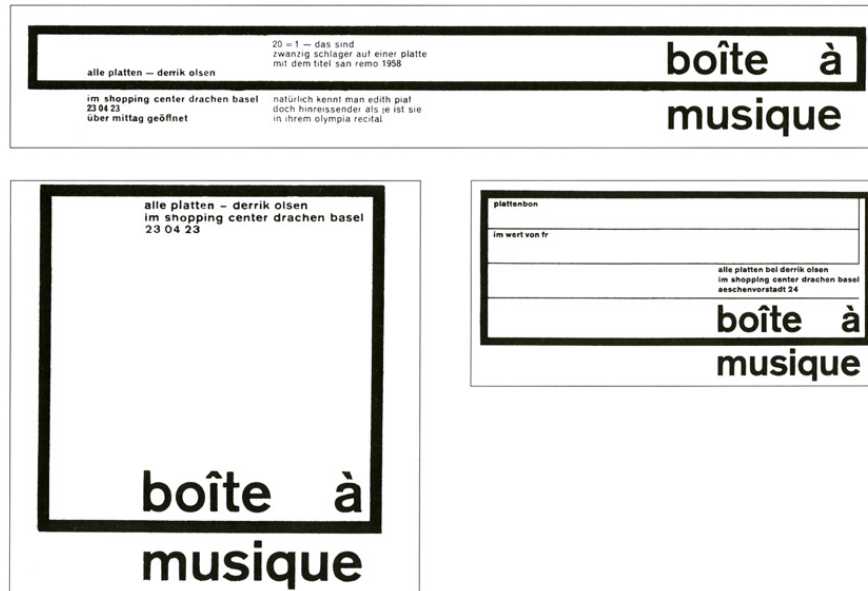 20 = 1 — das sind
zwanzig schlager auf einer platte
mit dem titel san remo 1958
alle platten — derrik olsen
boîte à
im shopping center drachen basel
23 04 23
über mittag geöffnet
natürlich kennt man edith piaf
doch hinreissender als je ist sie
in ihrem olympia recital
musique
alle platten – derrik olsen
im shopping center drachen basel
23 04 23
boîte à
musique
plattenbon
im wert von fr
alle platten bei derrik olsen
im shopping center drachen basel
aeschenvorstadt 24
boîte à
musique